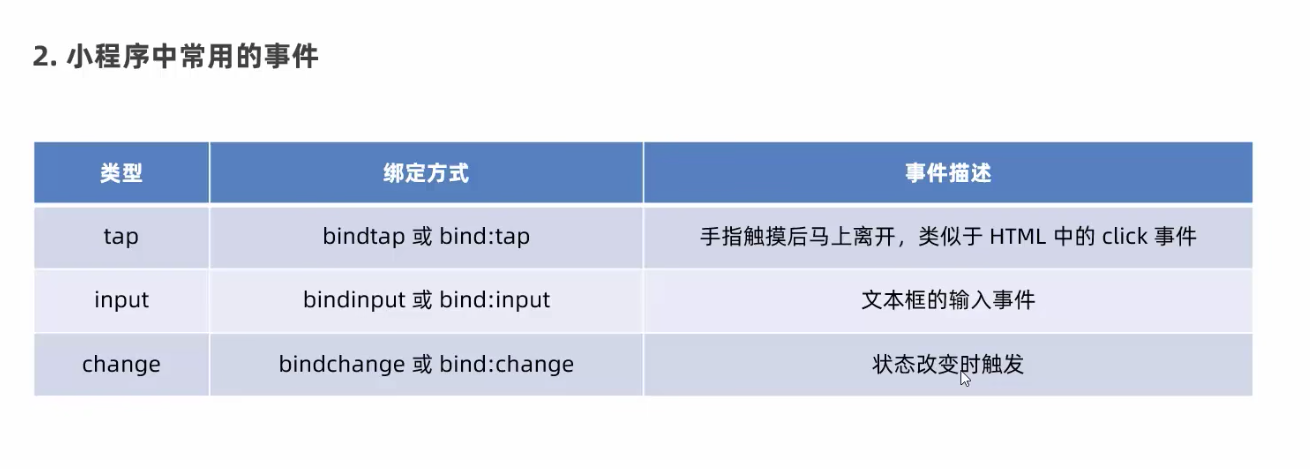 2. 小程序中常用的事件
类型 绑定方式 事件描述
tap bindtap 或 bind:tap 手指触摸后马上离开，类似于 HTML 中的 click 事件
input bindinput 或 bind:input 文本框的输入事件
change bindchange 或 bind:change 状态改变时触发